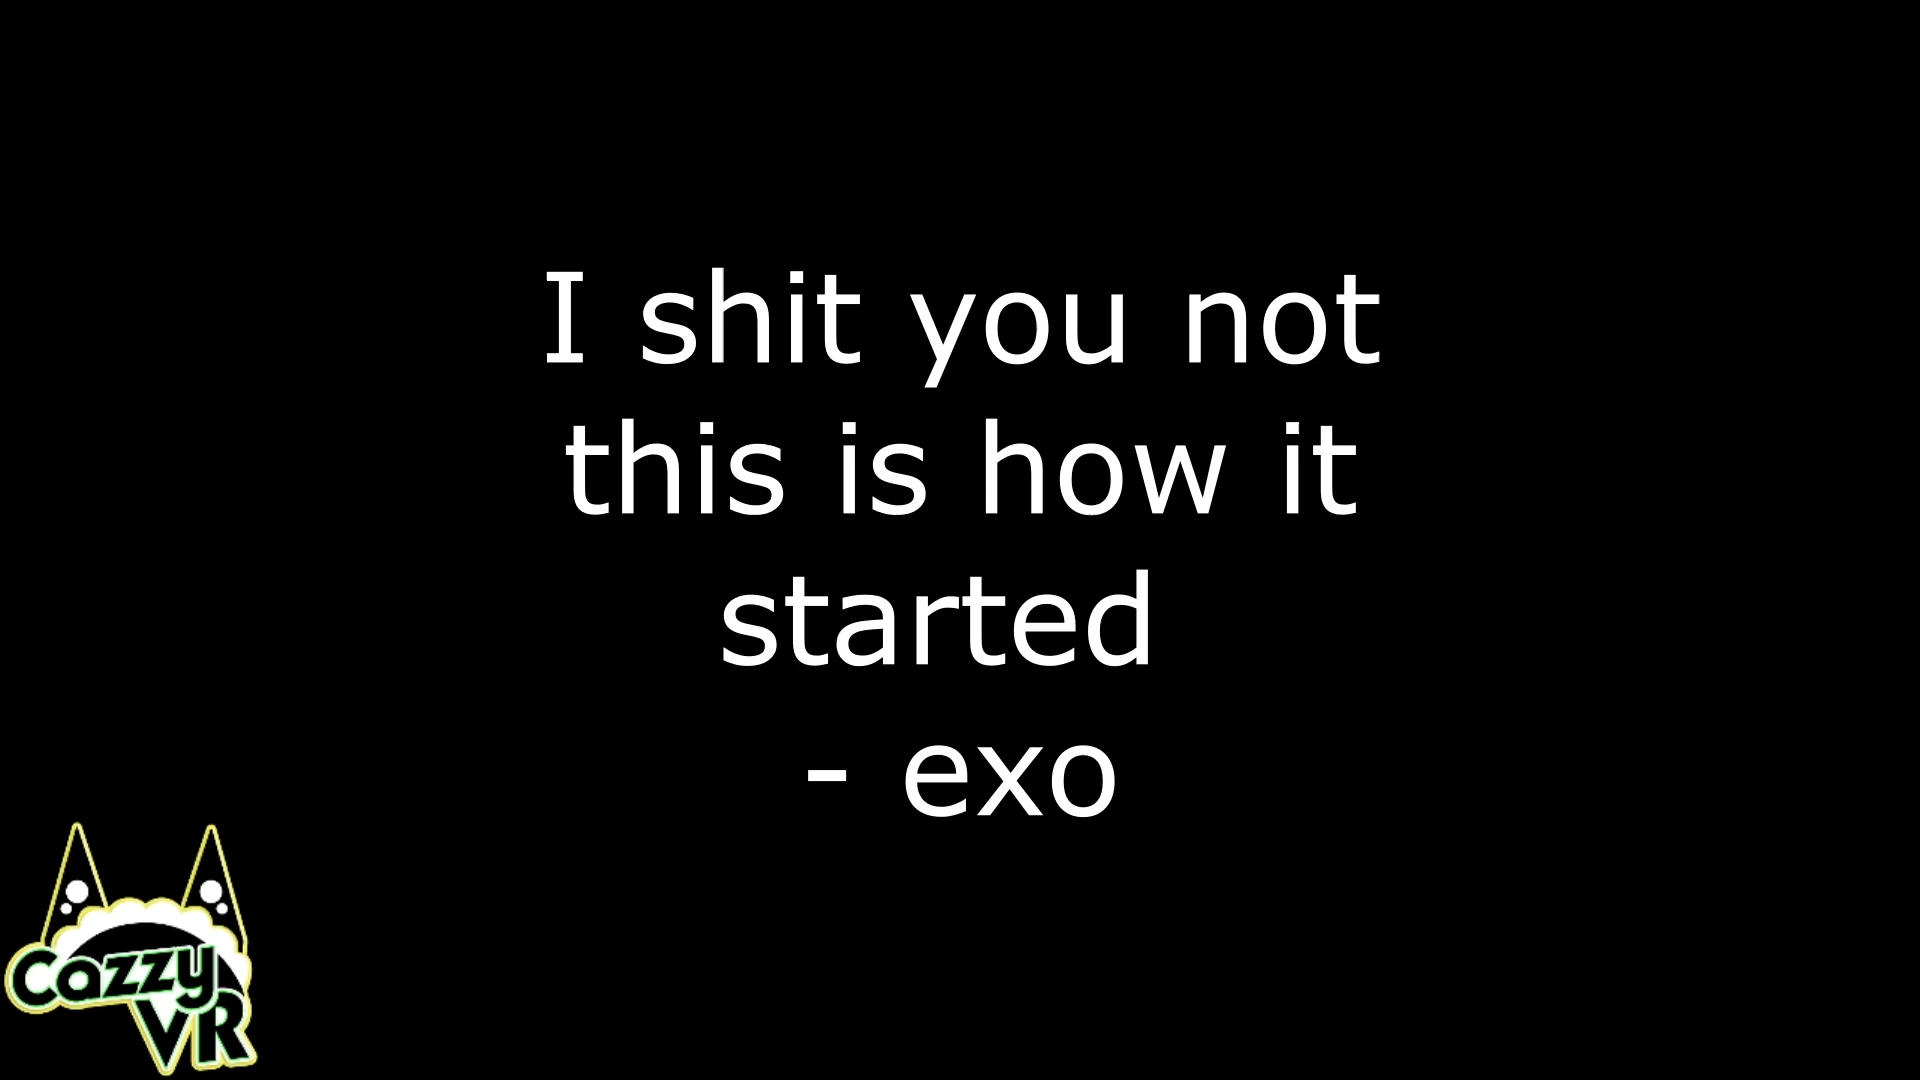 I shit you not
this is how it
started
- exo
Cazzy
VR